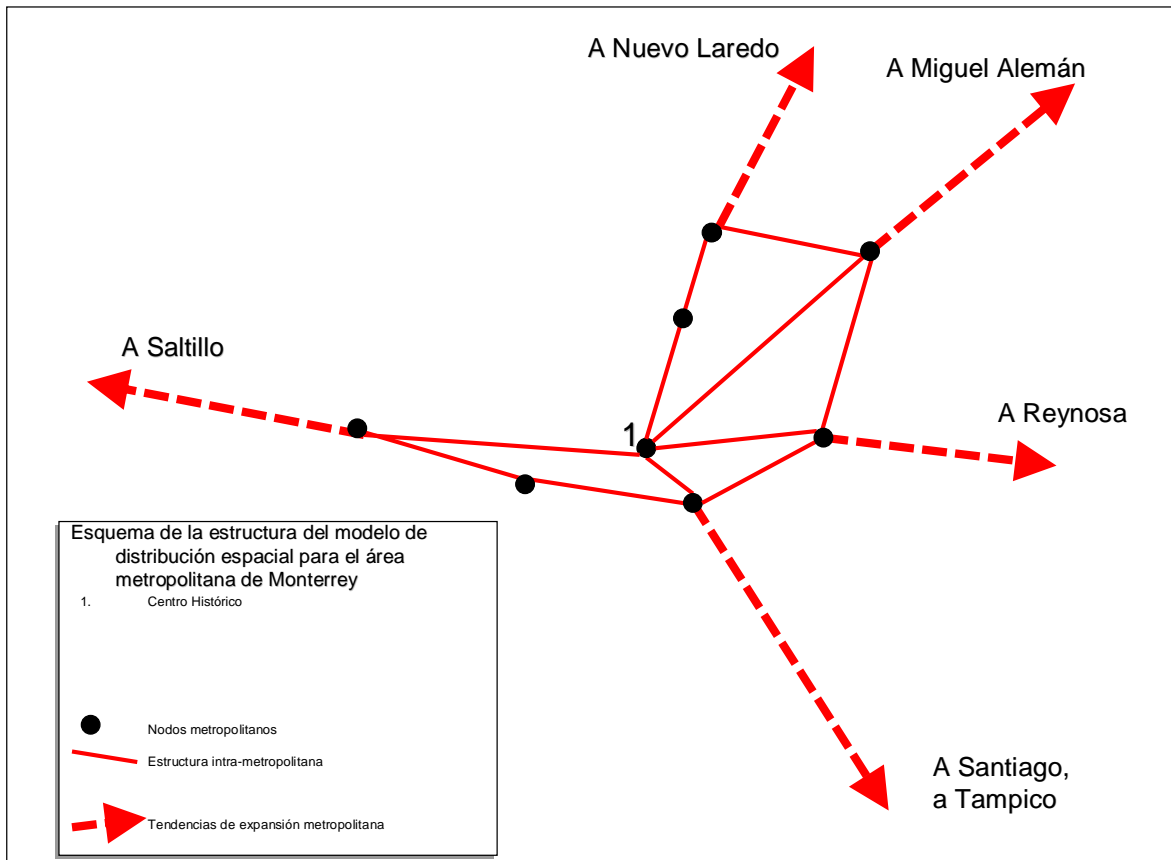 A Nuevo Laredo
A Miguel Alemán
A Saltillo
1
A Reynosa
A Santiago,
a Tampico
Esquema de la estructura del modelo de
distribución espacial para el área
metropolitana de Monterrey
1. Centro Histórico
Nodos metropolitanos
Estructura intra-metropolitana
Tendencias de expansión metropolitana